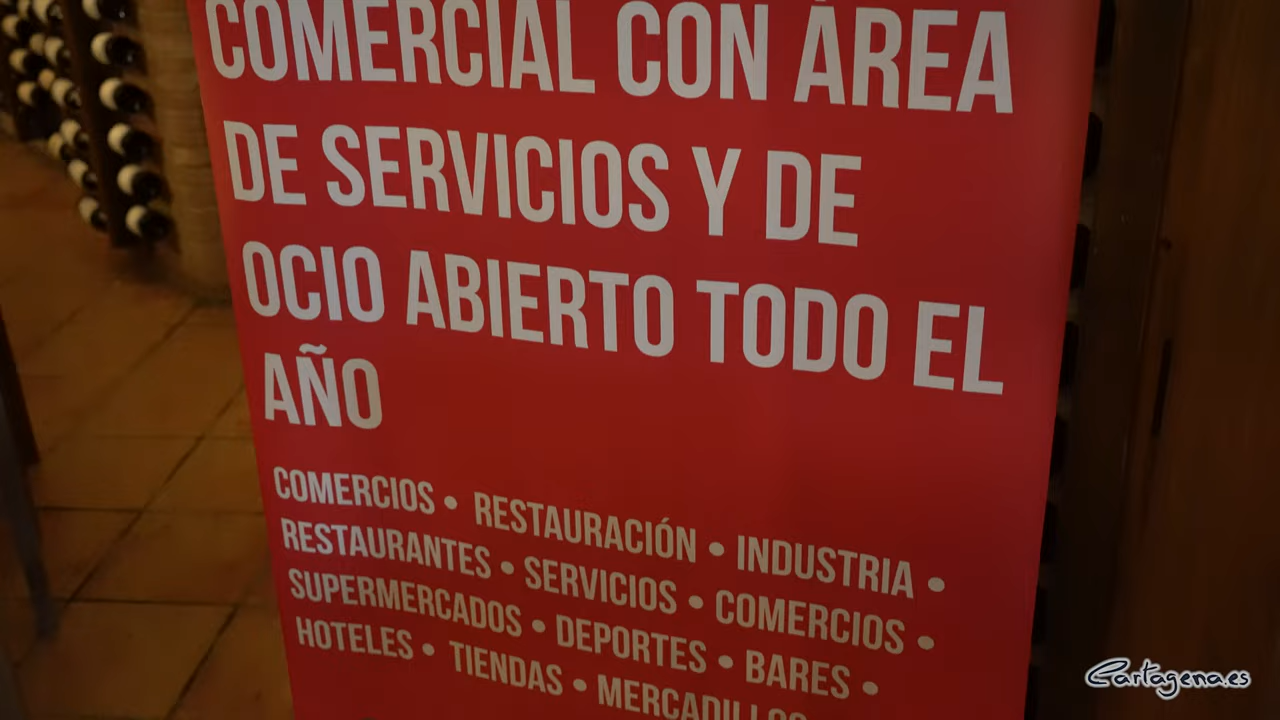 COMERCIAL CON ÁREA
DE SERVICIOS Y DE
OCIO ABIERTO TODO EL
AÑO
COMERCIOS • RESTAURACIÓN • INDUSTRIA •
RESTAURANTES • SERVICIOS • COMERCIOS •
SUPERMERCADOS • DEPORTES • BARES •
HOTELES • TIENDAS • MERCADILLOS
Cartagena.es